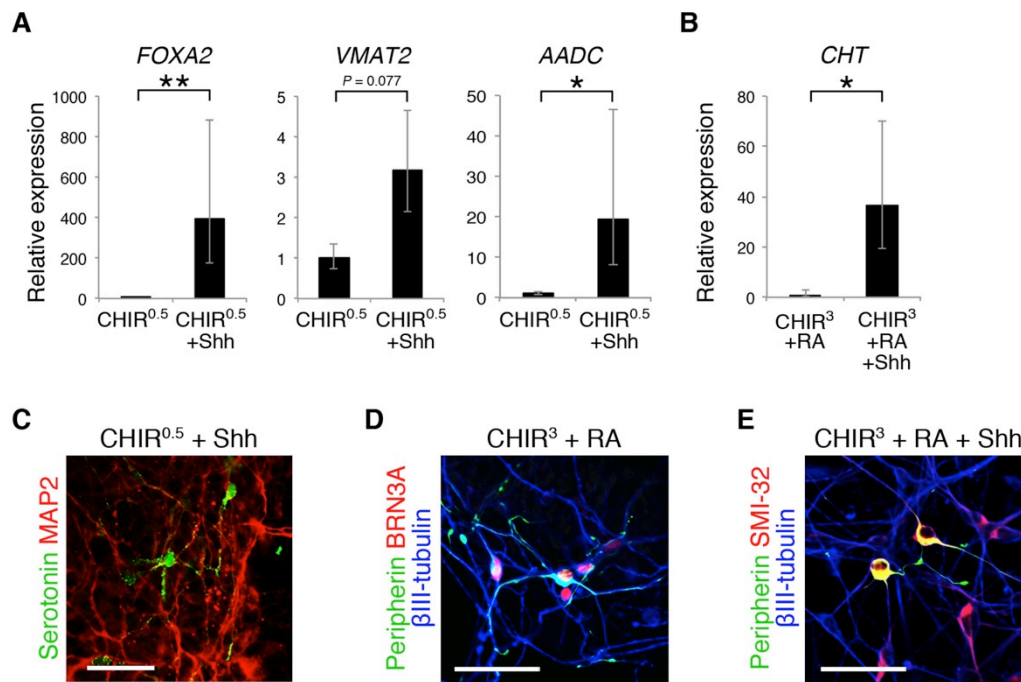 A
FOXA2
**
Relative expression
1000
800
600
400
200
0
CHIR0.5
CHIR0.5
+Shh
VMAT2
P = 0.077
5
4
3
2
1
0
CHIR0.5
CHIR0.5
+Shh
AADC
*
50
40
30
20
10
0
CHIR0.5
CHIR0.5
+Shh
B
CHT
*
Relative expression
80
60
40
20
0
CHIR3
+RA
CHIR3
+RA
+Shh
C
CHIR0.5 + Shh
Serotonin MAP2
D
CHIR3 + RA
Peripherin BRN3A
βIII-tubulin
E
CHIR3 + RA + Shh
Peripherin SMI-32
βIII-tubulin